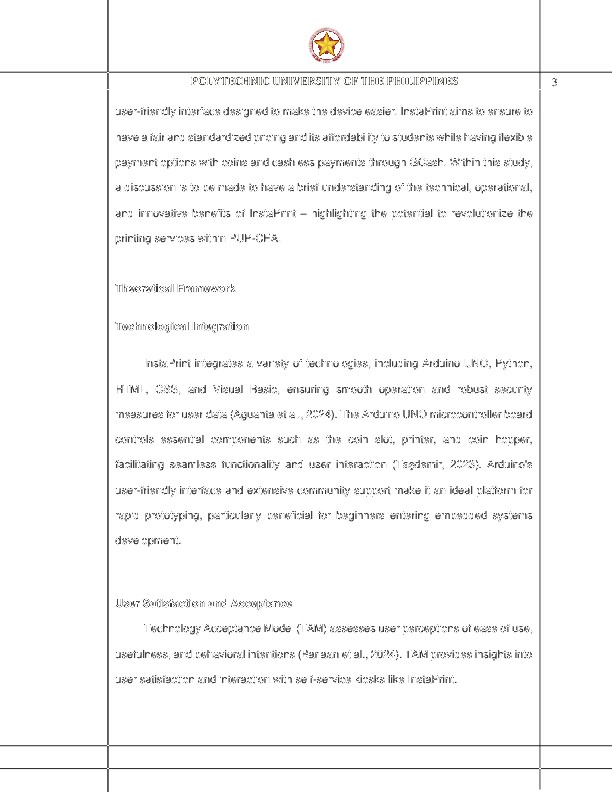 POLYTECHNIC UNIVERSITY OF THE PHILIPPINES
3
user-friendly interface designed to make the device easier. InstaPrint aims to ensure to
have a fair and standardized pricing and its affordability to students while having flexible
payment options with coins and cashless payments through GCash. Within this study,
a discussion is to be made to have a brief understanding of the technical, operational,
and innovative benefits of InstaPrint – highlighting the potential to revolutionize the
printing services within PUP-CEA.
Theoretical Framework
Technological Integration
InstaPrint integrates a variety of technologies, including Arduino UNO, Python,
HTML, CSS, and Visual Basic, ensuring smooth operation and robust security
measures for user data (Aguanta et al., 2024). The Arduino UNO microcontroller board
controls essential components such as the coin slot, printer, and coin hopper,
facilitating seamless functionality and user interaction (Taşdemir, 2023). Arduino's
user-friendly interface and extensive community support make it an ideal platform for
rapid prototyping, particularly beneficial for beginners entering embedded systems
development.
User Satisfaction and Acceptance
Technology Acceptance Model (TAM) assesses user perceptions of ease of use,
usefulness, and behavioral intentions et al., 2024). TAM provides insights into
user satisfaction and interaction with self-service kiosks like InstaPrint.